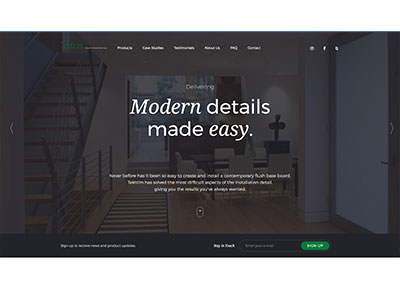 Products Case Studies Testimonials About Us FAQ Contact
Delivering
Modern details
made easy.
Never before has it been so easy to create and install a contemporary flush base board.
Tektrim has solved the most difficult aspects of the installation detail,
giving you the results you've always wanted.
Sign up to recieve news and product updates.
Stay in Touch
Enter your e-mail
SIGN UP